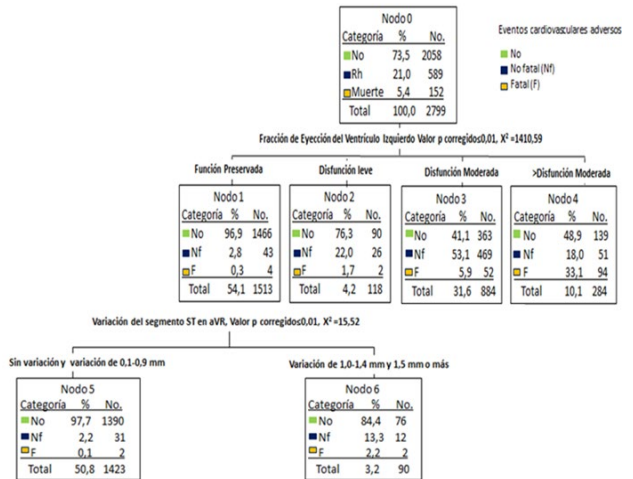 Nodo 0
Categoría % No.
No 73,5 2058
Rh 21,0 589
Muerte 5,4 152
Total 100,0 2799
Eventos cardiovasculares adversos
No
No fatal (Nf)
Fatal (F)
Fracción de Eyección del Ventrículo Izquierdo Valor p corregido≤0,01, X² =1410,59
Función Preservada
Disfunción leve
Disfunción Moderada
>Disfunción Moderada
Nodo 1
Categoría % No.
No 96,9 1466
Nf 2,8 43
F 0,3 4
Total 54,1 1513
Nodo 2
Categoría % No.
No 76,3 90
Nf 22,0 26
F 1,7 2
Total 4,2 118
Nodo 3
Categoría % No.
No 41,1 363
Nf 53,1 469
F 5,9 52
Total 31,6 884
Nodo 4
Categoría % No.
No 48,9 139
Nf 18,0 51
F 33,1 94
Total 10,1 284
Variación del segmento ST en aVR, Valor p corregido≤0,01, X² =15,52
Sin variación y variación de 0,1-0,9 mm
Variación de 1,0-1,4 mm y 1,5 mm o más
Nodo 5
Categoría % No.
No 97,7 1390
Nf 2,2 31
F 0,1 2
Total 50,8 1423
Nodo 6
Categoría % No.
No 84,4 76
Nf 13,3 12
F 2,2 2
Total 3,2 90